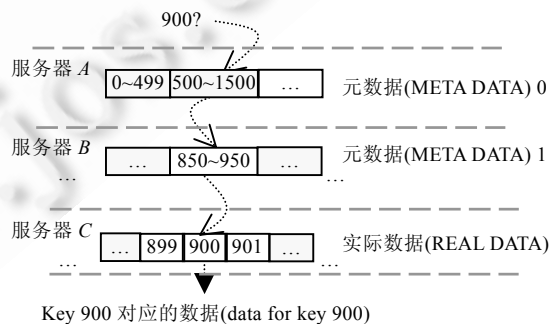 900?
服务器 A
0~499 500~1500 … 元数据(META DATA) 0
服务器 B
… 850~950 … 元数据(META DATA) 1
… …
服务器 C
… 899 900 901 … 实际数据(REAL DATA)
… …
Key 900 对应的数据(data for key 900)